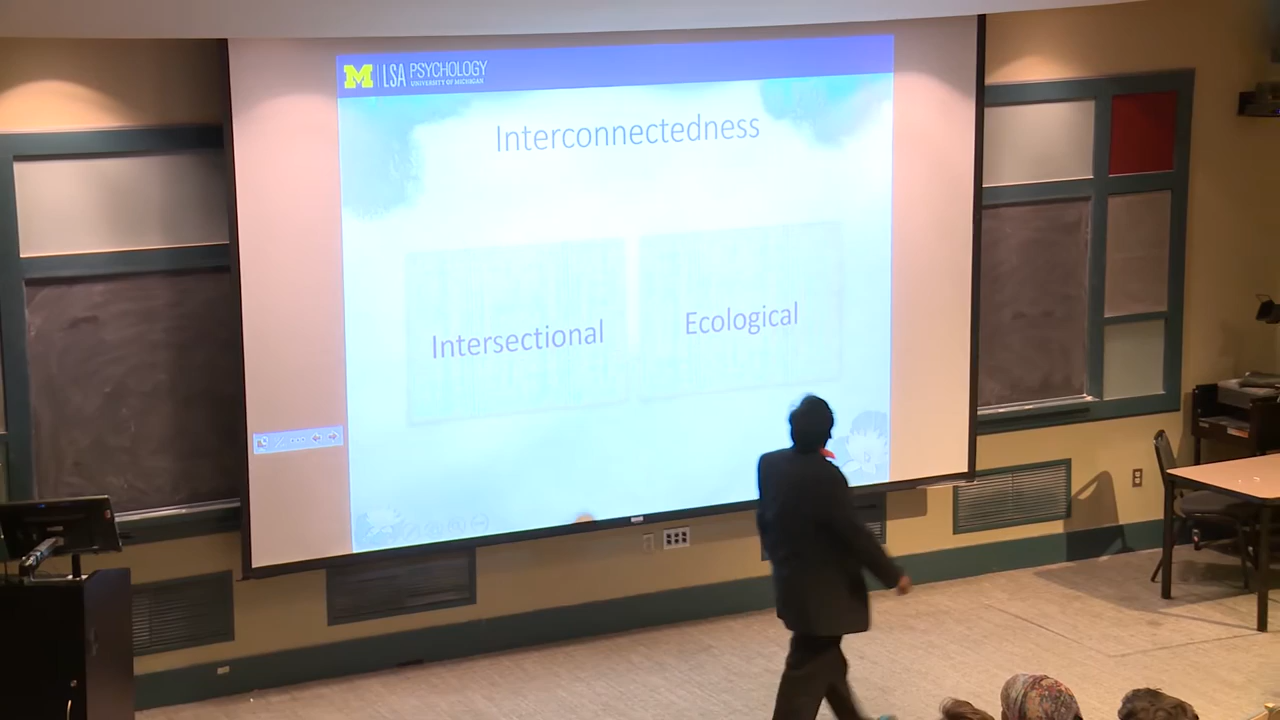 M LSA PSYCHOLOGY
UNIVERSITY OF MICHIGAN
Interconnectedness
Intersectional
Ecological